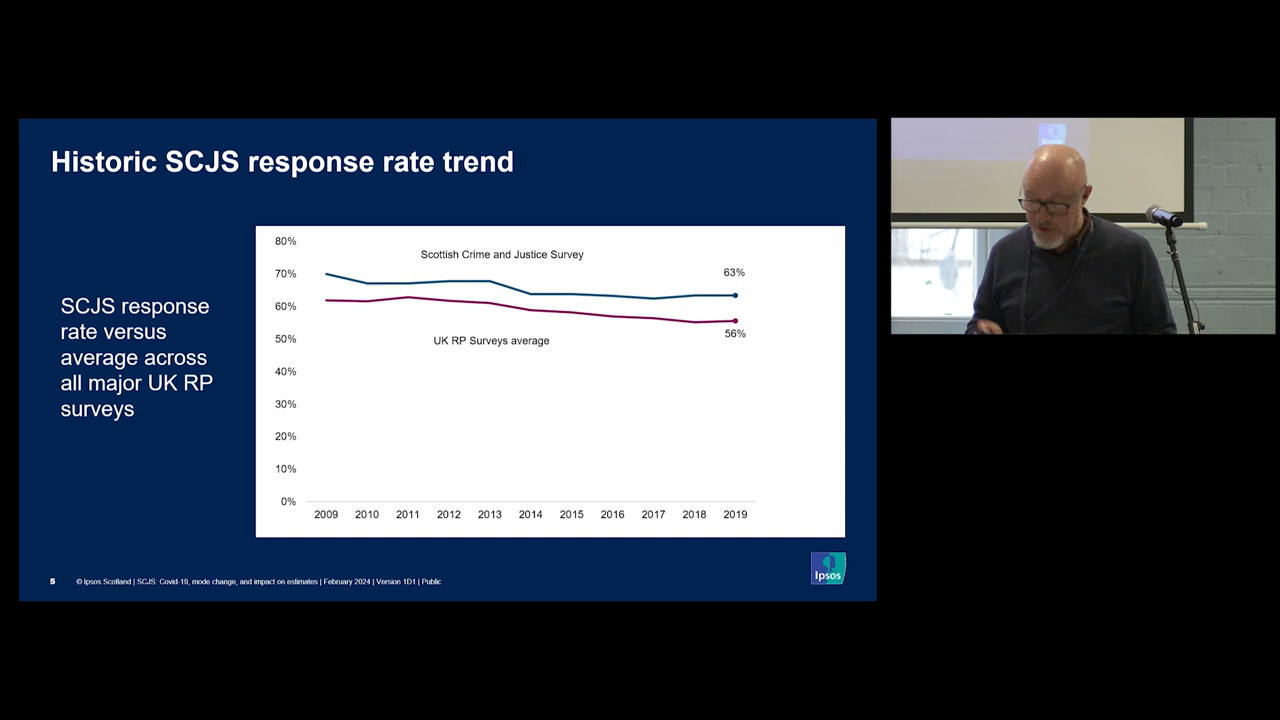 Historic SCJS response rate trend
SCJS response
rate versus
average across
all major UK RP
surveys
80%
70%
60%
50%
40%
30%
20%
10%
0%
Scottish Crime and Justice Survey
63%
UK RP Surveys average
56%
2009 2010 2011 2012 2013 2014 2015 2016 2017 2018 2019
5 © Ipsos Scotland | SCJS: Covid-19, mode change, and impact on estimates | February 2024 | Version 1D1 | Public
Ipsos
Ipsos